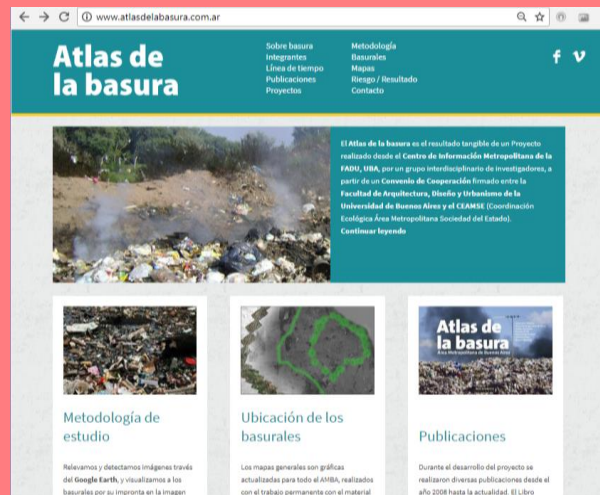 www.atlasdelabasura.com.ar
Atlas de
la basura
Sobre basura
Integrantes
Línea de tiempo
Publicaciones
Proyectos
Metodología
Basurales
Mapas
Riesgo / Resultado
Contacto
El Atlas de la basura es el resultado tangible de un Proyecto
realizado desde el Centro de Información Metropolitana de la
FADU, UBA, por un grupo interdisciplinario de investigadores, a
partir de un Convenio de Cooperación firmado entre la
Facultad de Arquitectura, Diseño y Urbanismo de la
Universidad de Buenos Aires y el CEAMSE (Coordinación
Ecológica Área Metropolitana Sociedad del Estado).
Continuar leyendo
Metodología de
estudio
Relevamos y detectamos imágenes través
del Google Earth, y visualizamos a los
basurales por su impronta en la imagen
Ubicación de los
basurales
Los mapas generales son gráficas
actualizadas para todo el AMBA, realizados
con el trabajo permanente con el material
Atlas de
la basura
Área Metropolitana de Buenos Aires
Publicaciones
Durante el desarrollo del proyecto se
realizaron diversas publicaciones desde el
año 2008 hasta la actualidad. El Libro